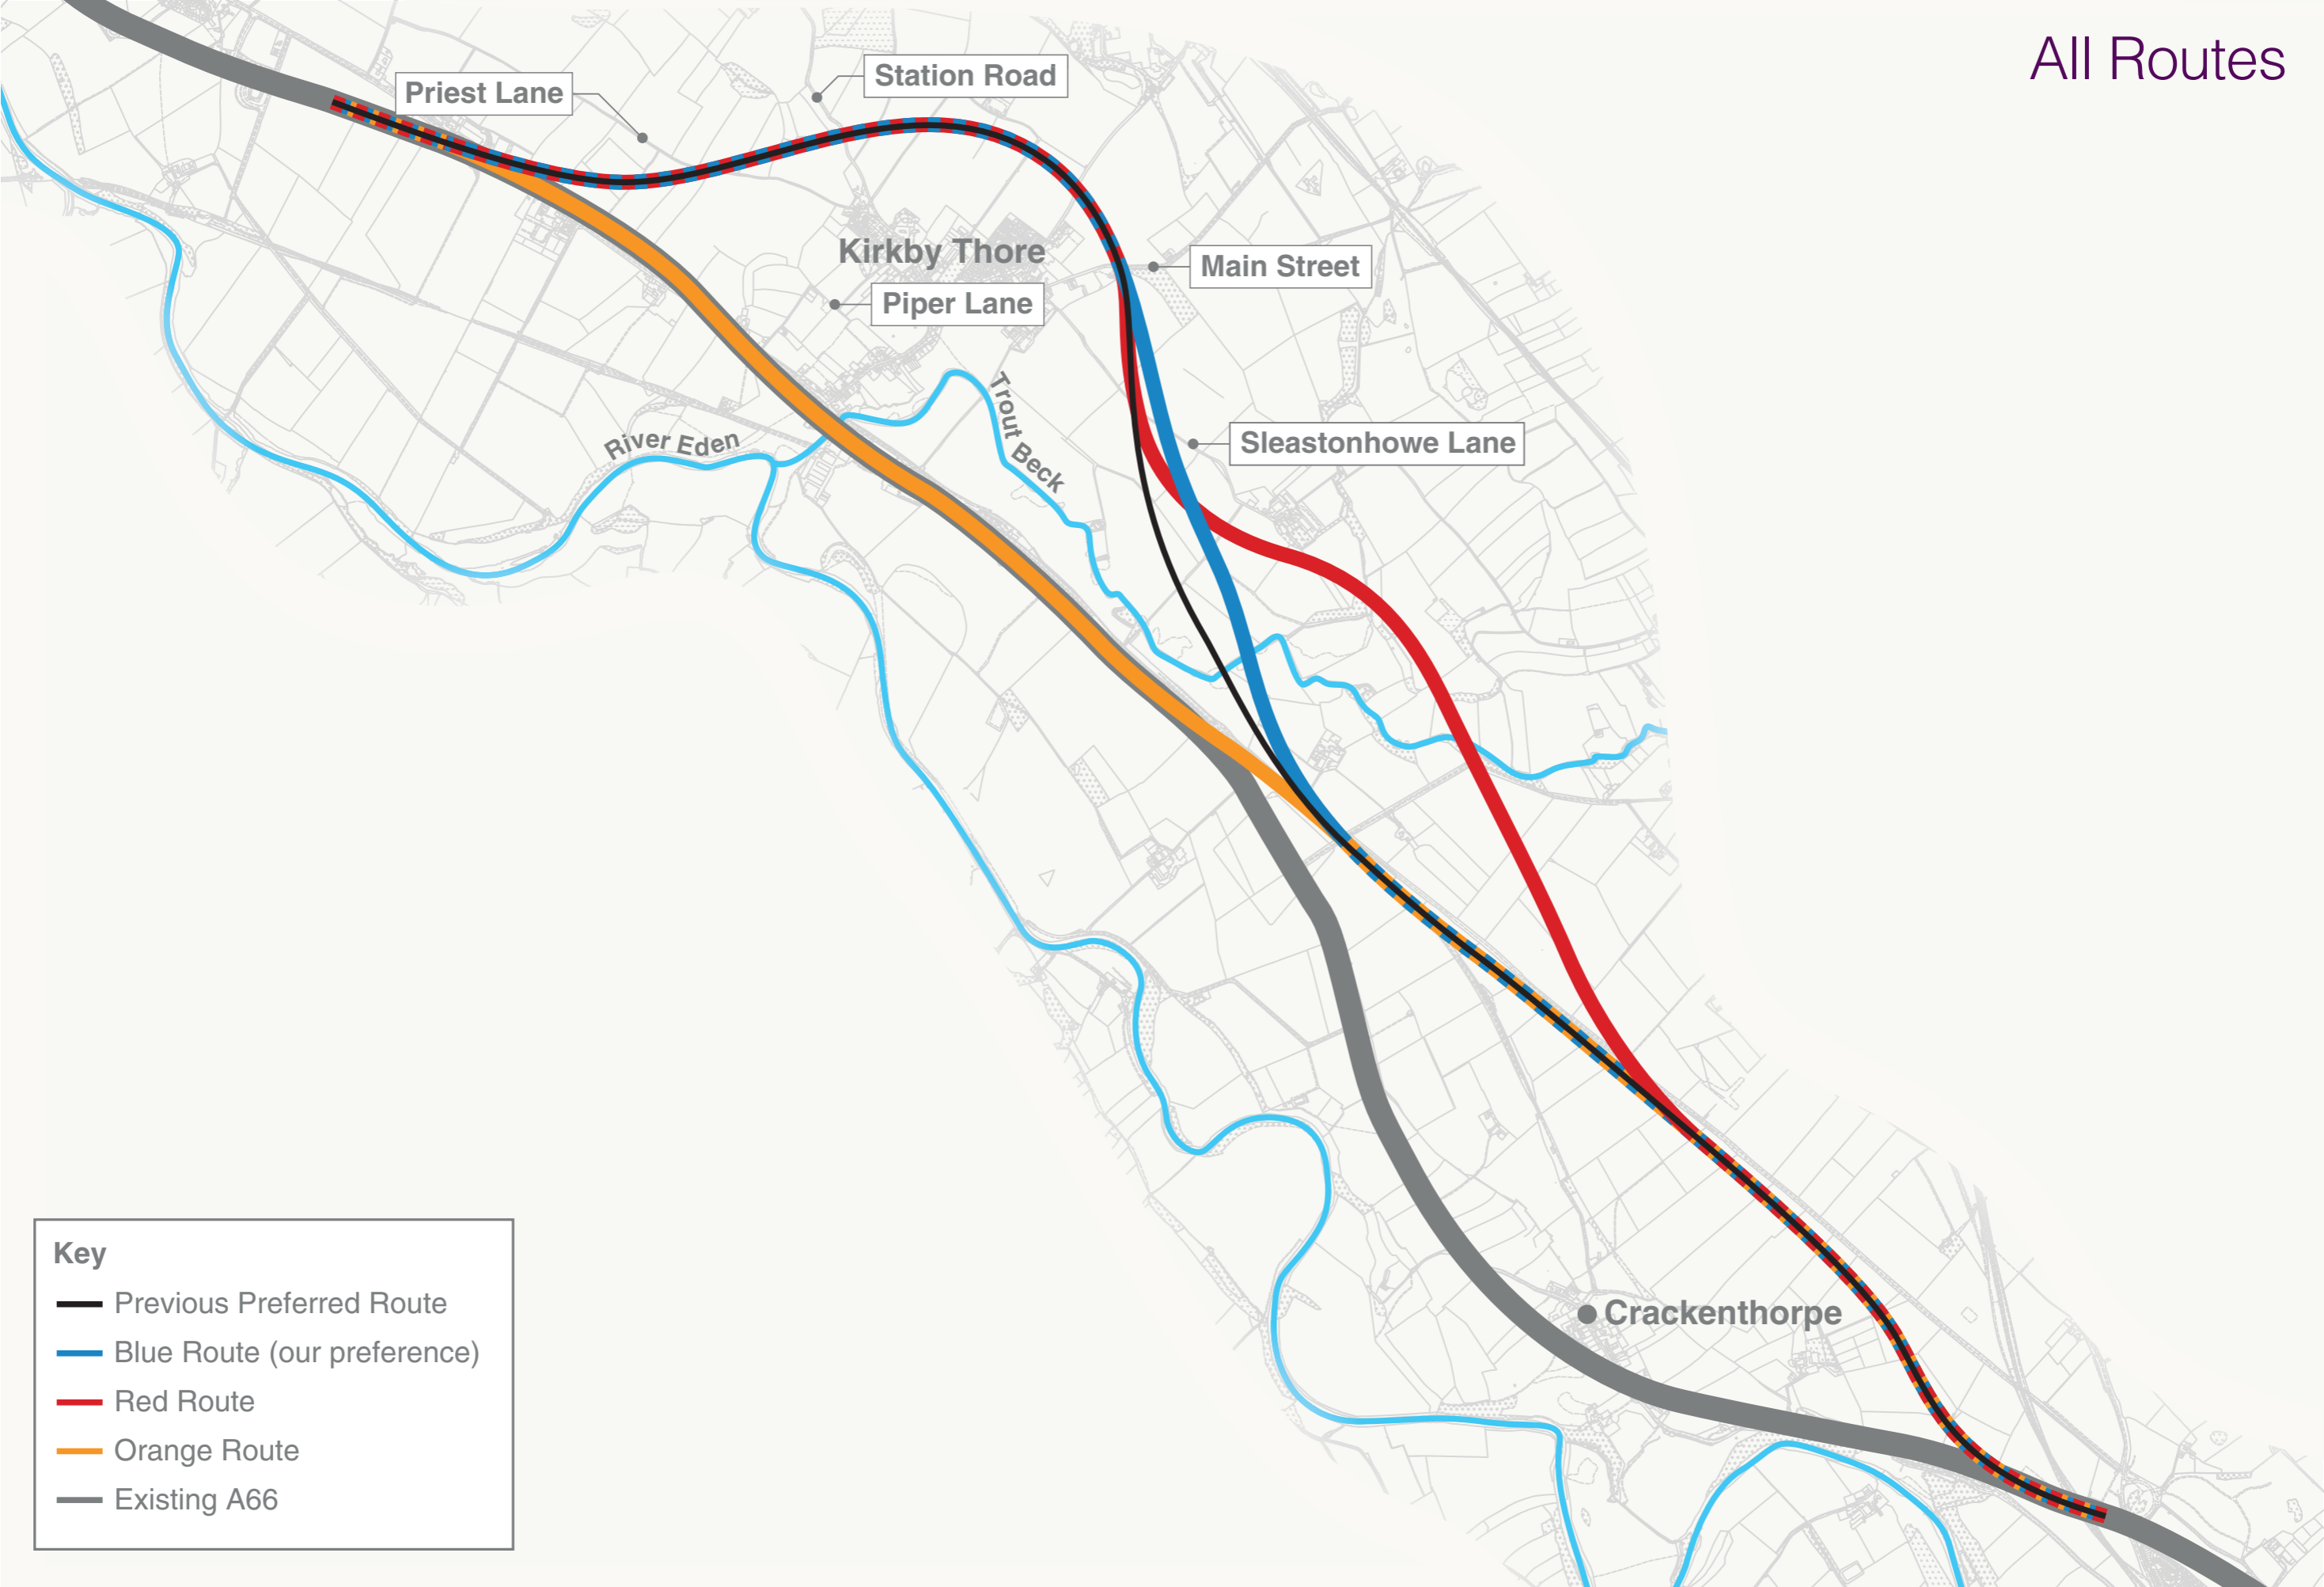 All Routes
Station Road
Priest Lane
Kirkby Thore
Main Street
Piper Lane
Trout Beck
River Eden
Sleastonhowe Lane
Crackenthorpe
Key
Previous Preferred Route
Blue Route (our preference)
Red Route
Orange Route
Existing A66